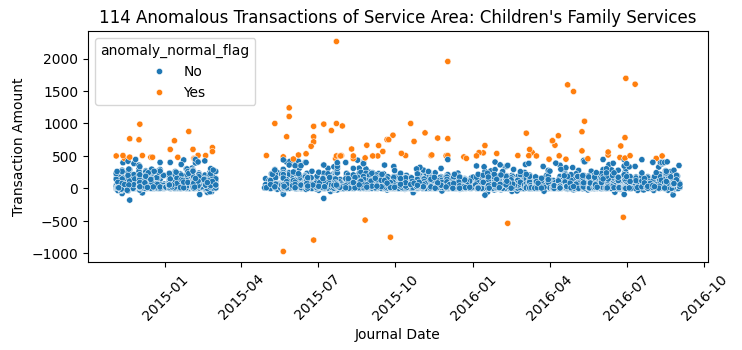 114 Anomalous Transactions of Service Area: Children's Family Services
anomaly_normal_flag
No
Yes
Transaction Amount
2000
1500
1000
500
0
−500
−1000
2015-01
2015-04
2015-07
2015-10
2016-01
2016-04
2016-07
2016-10
Journal Date